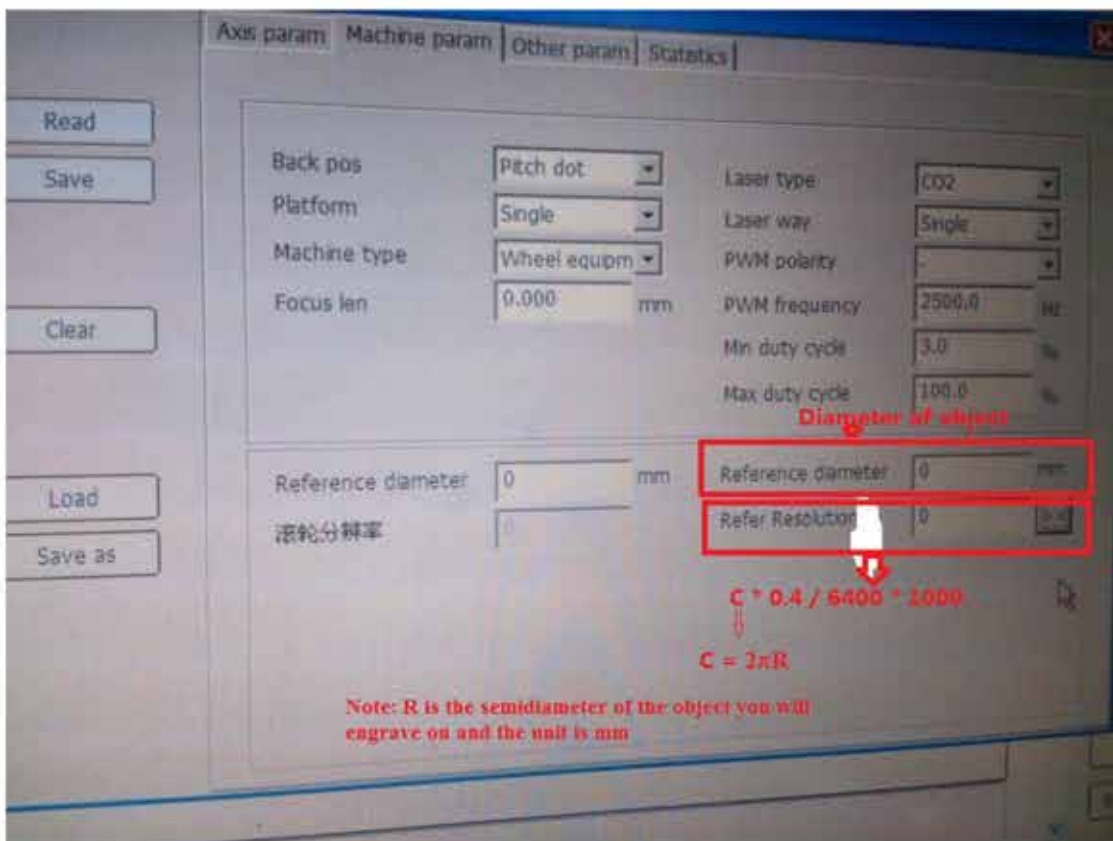 Axis param Machine param Other param Statistics
Read
Save
Clear
Load
Save as
Back pos Pitch dot
Platform Single
Machine type Wheel equipm
Focus len 0.000 mm
Laser type CO2
Laser way Single
PWM polarity -
PWM frequency 2500.0 Hz
Min duty cycle 3.0 %
Max duty cycle 100.0 %
Diameter of object
Reference diameter 0 mm
滚轮分辨率 0
Reference diameter 0 mm
Refer Resolution 0 >>
C * 0.4 / 6400 * 1000
C = 2πR
Note: R is the semidiameter of the object you will
engrave on and the unit is mm